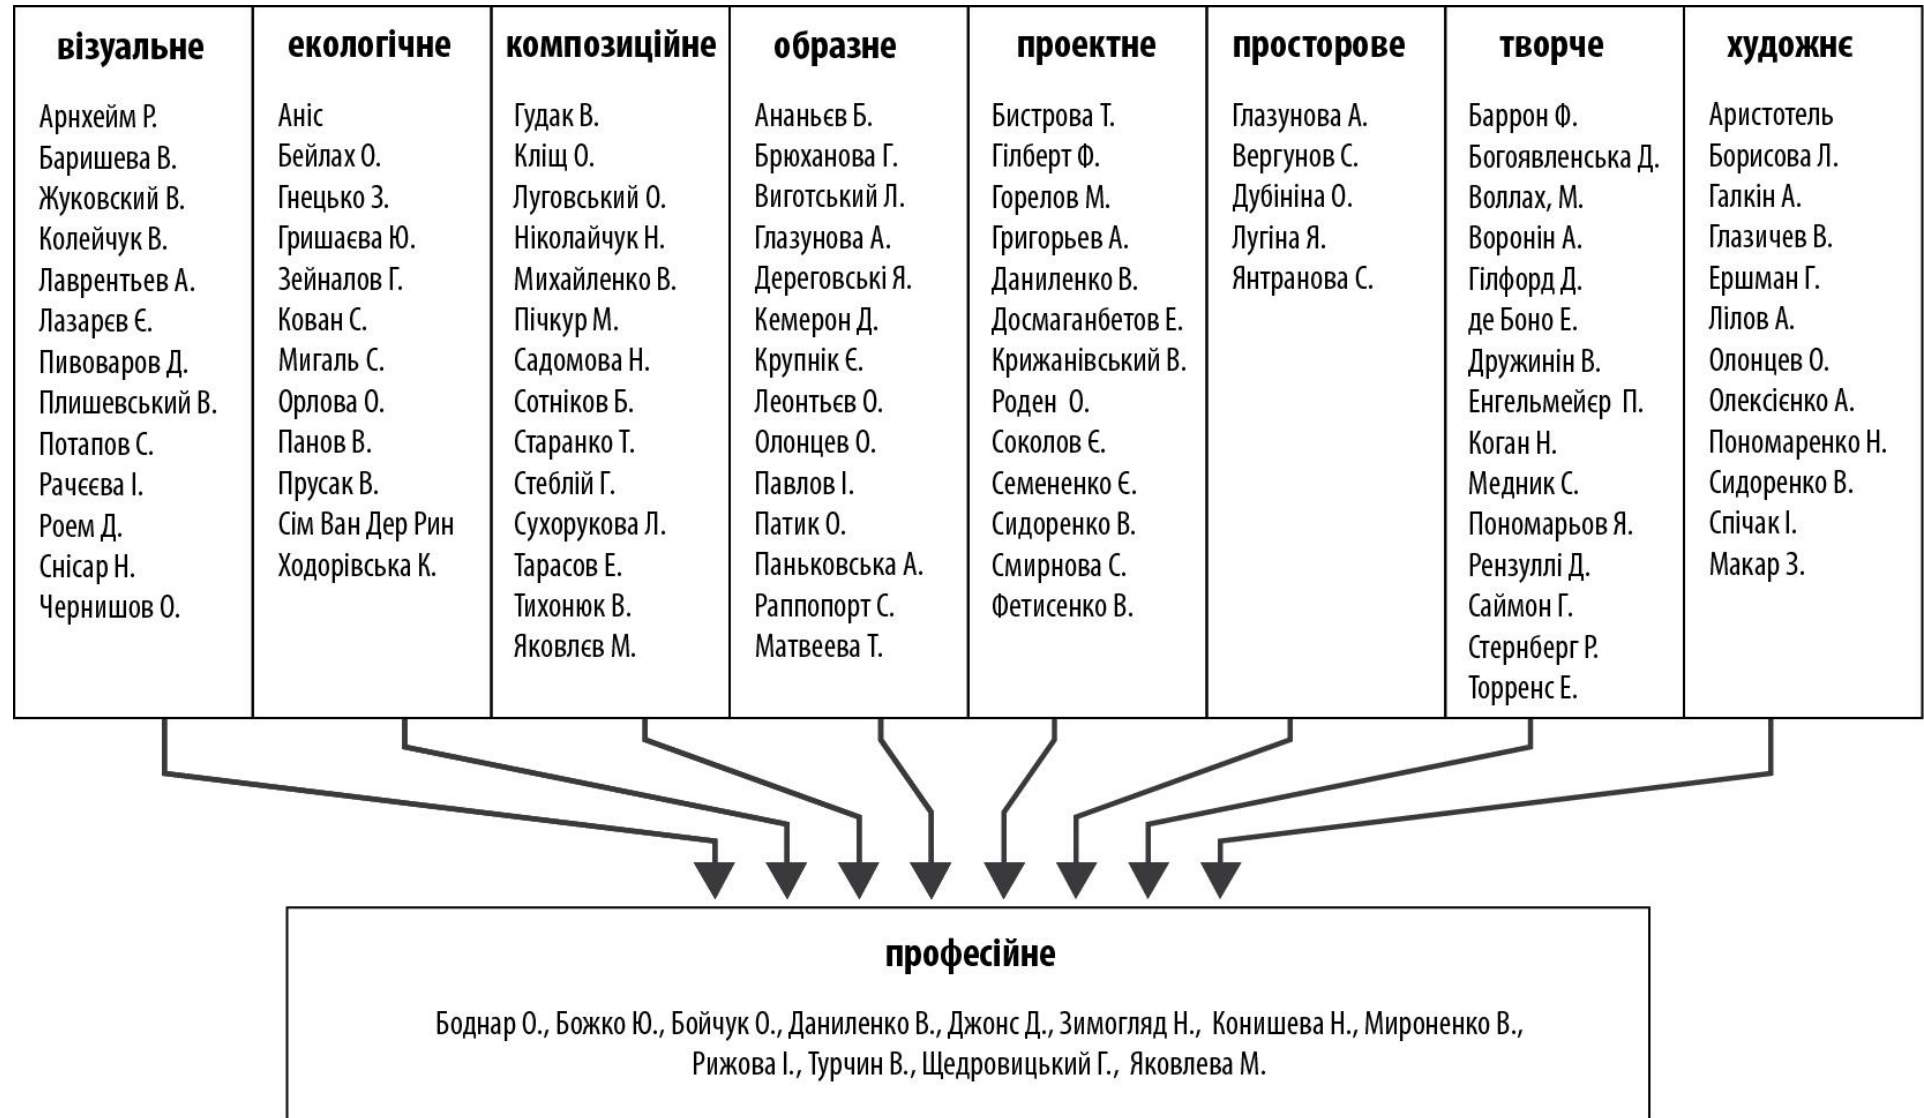 візуальне
Арнхейм Р.
Баришева В.
Жуковский В.
Колейчук В.
Лаврентьев А.
Лазарєв Є.
Пивоваров Д.
Плишевський В.
Потапов С.
Рачєєва І.
Роем Д.
Снісар Н.
Чернишов О.
екологічне
Аніс
Бейлах О.
Гнецько З.
Гришаєва Ю.
Зейналов Г.
Кован С.
Мигаль С.
Орлова О.
Панов В.
Прусак В.
Сім Ван Дер Рин
Ходорівська К.
композиційне
Гудак В.
Кліщ О.
Луговський О.
Ніколайчук Н.
Михайленко В.
Пічкур М.
Садомова Н.
Сотніков Б.
Старанко Т.
Стеблій Г.
Сухорукова Л.
Тарасов Е.
Тихонюк В.
Яковлєв М.
образне
Ананьєв Б.
Брюханова Г.
Виготський Л.
Глазунова А.
Дереговські Я.
Кемерон Д.
Крупнік Є.
Леонтьєв О.
Олонцев О.
Павлов І.
Патик О.
Паньковська А.
Раппопорт С.
Матвеева Т.
проектне
Бистрова Т.
Гілберт Ф.
Горелов М.
Григорьев А.
Даниленко В.
Досмаганбетов Е.
Крижанівський В.
Роден О.
Соколов Є.
Семененко Є.
Сидоренко В.
Смирнова С.
Фетисенко В.
просторове
Глазунова А.
Вергунов С.
Дубініна О.
Лугіна Я.
Янтранова С.
творче
Баррон Ф.
Богоявленська Д.
Воллах, М.
Воронін А.
Гілфорд Д.
де Боно Е.
Дружинін В.
Енгельмейєр П.
Коган Н.
Медник С.
Пономарьов Я.
Рензуллі Д.
Саймон Г.
Стернберг Р.
Торренс Е.
художнє
Аристотель
Борисова Л.
Галкін А.
Глазичев В.
Ершман Г.
Лілов А.
Олонцев О.
Олексієнко А.
Пономаренко Н.
Сидоренко В.
Спічак І.
Макар З.
професійне
Боднар О., Божко Ю., Бойчук О., Даниленко В., Джонс Д., Зимогляд Н., Конишева Н., Мироненко В.,
Рижова І., Турчин В., Щедровицький Г., Яковлева М.